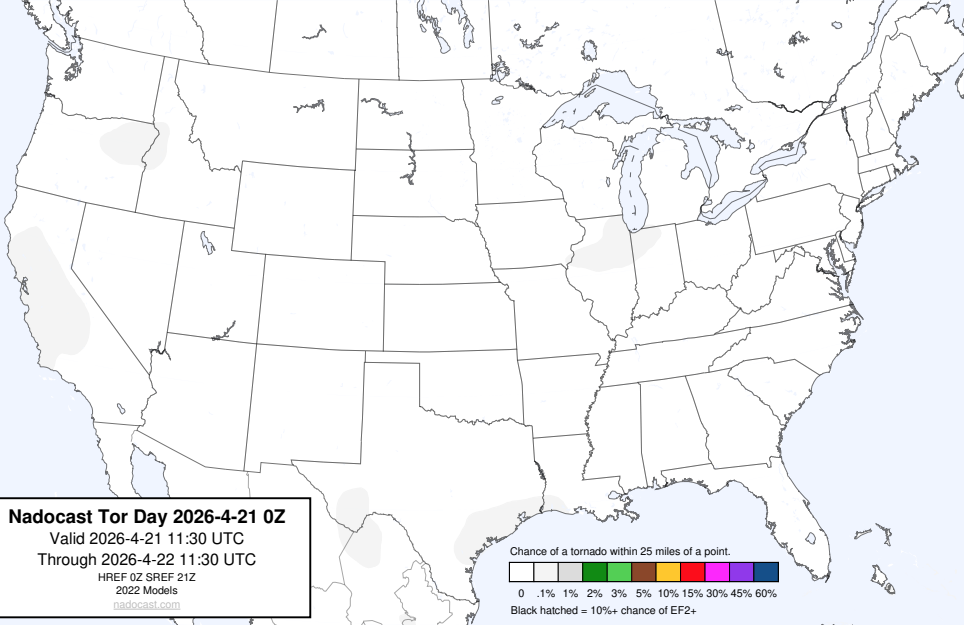 Nadocast Tor Day 2026-4-21 0Z
Valid 2026-4-21 11:30 UTC
Through 2026-4-22 11:30 UTC
HREF 0Z SREF 21Z
2022 Models
nadocast.com
Chance of a tornado within 25 miles of a point.
0 .1% 1% 2% 3% 5% 10% 15% 30% 45% 60%
Black hatched = 10%+ chance of EF2+